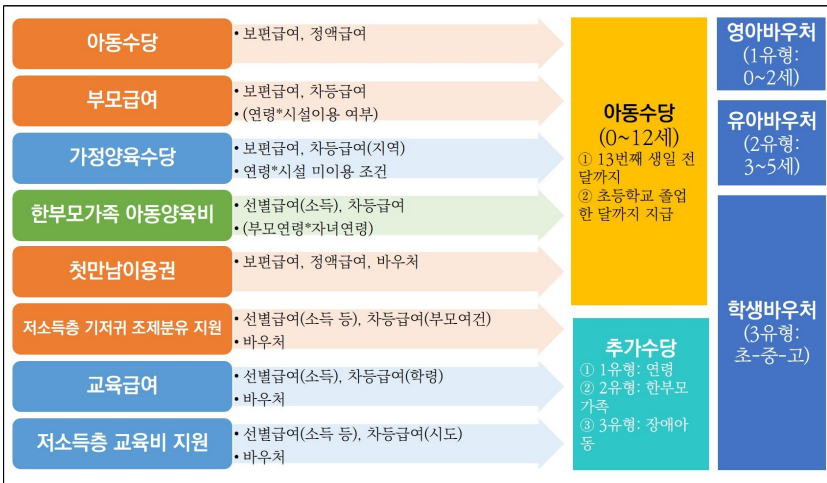 아동수당
• 보편급여, 정액급여
부모급여
• 보편급여, 차등급여
• (연령*시설이용 여부)
가정양육수당
• 보편급여, 차등급여(지역)
• 연령*시설 미이용 조건
한부모가족 아동양육비
• 선별급여(소득), 차등급여
• (부모연령*자녀연령)
첫만남이용권
• 보편급여, 정액급여, 바우처
저소득층 기저귀 조제분유 지원
• 선별급여(소득 등), 차등급여(부모여건)
• 바우처
교육급여
• 선별급여(소득), 차등급여(학령)
• 바우처
저소득층 교육비 지원
• 선별급여(소득 등), 차등급여(시도)
• 바우처
아동수당
(0~12세)
① 13번째 생일 전
달까지
② 초등학교 졸업
한 달까지 지급
추가수당
① 1유형: 연령
② 2유형: 한부모
가족
③ 3유형: 장애아
동
영아바우처
(1유형:
0~2세)
유아바우처
(2유형:
3~5세)
학생바우처
(3유형:
초-중-고)